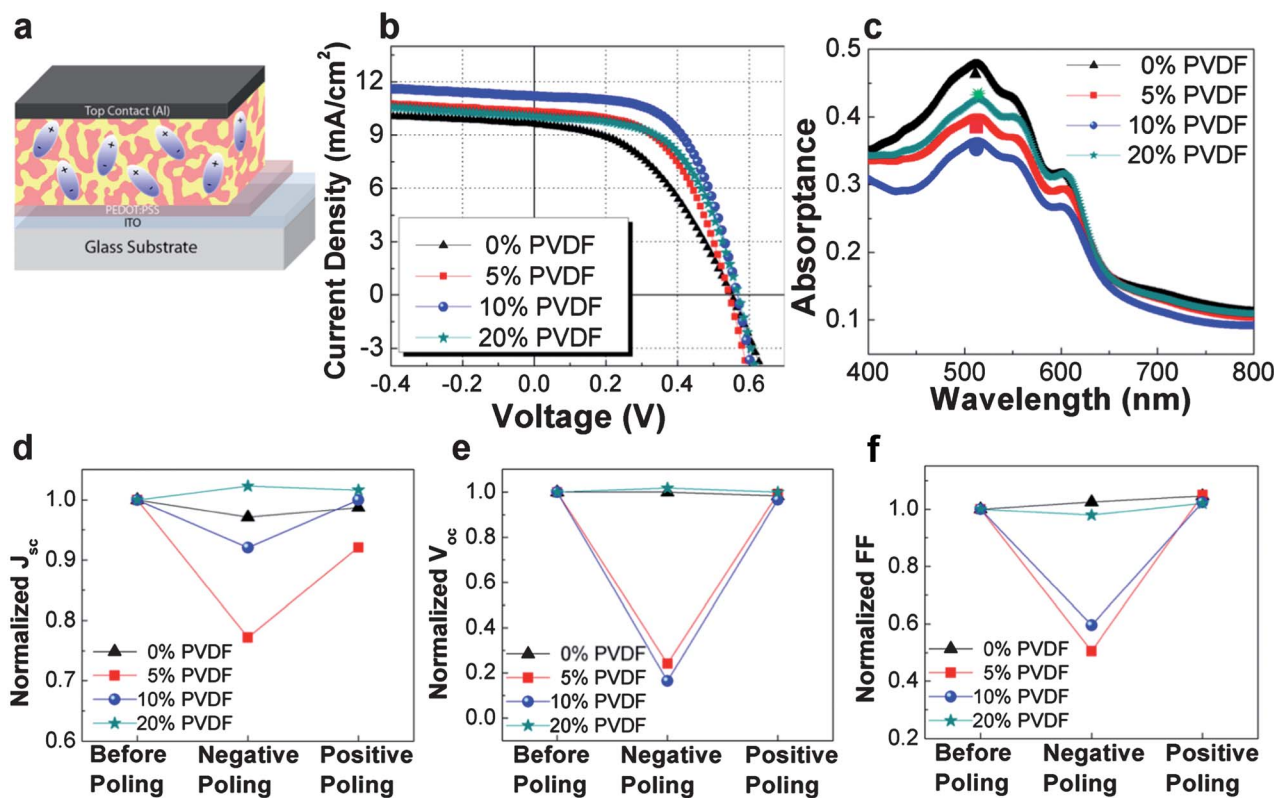 a
Top Contact (Al)
PEDOT:PSS
ITO
Glass Substrate
b
Current Density (mA/cm²)
12
9
6
3
0
-3
0% PVDF
5% PVDF
10% PVDF
20% PVDF
-0.4 -0.2 0.0 0.2 0.4 0.6
Voltage (V)
c
Absorptance
0.5
0.4
0.3
0.2
0.1
0% PVDF
5% PVDF
10% PVDF
20% PVDF
400 500 600 700 800
Wavelength (nm)
d
Normalized Jsc
1.0
0.9
0.8
0.7
0.6
0% PVDF
5% PVDF
10% PVDF
20% PVDF
Before Negative Positive
Poling Poling Poling
e
Normalized Voc
1.0
0.8
0.6
0.4
0.2
0.0
0% PVDF
5% PVDF
10% PVDF
20% PVDF
Before Negative Positive
Poling Poling Poling
f
Normalized FF
1.0
0.8
0.6
0.4
0.2
0% PVDF
5% PVDF
10% PVDF
20% PVDF
Before Negative Positive
Poling Poling Poling